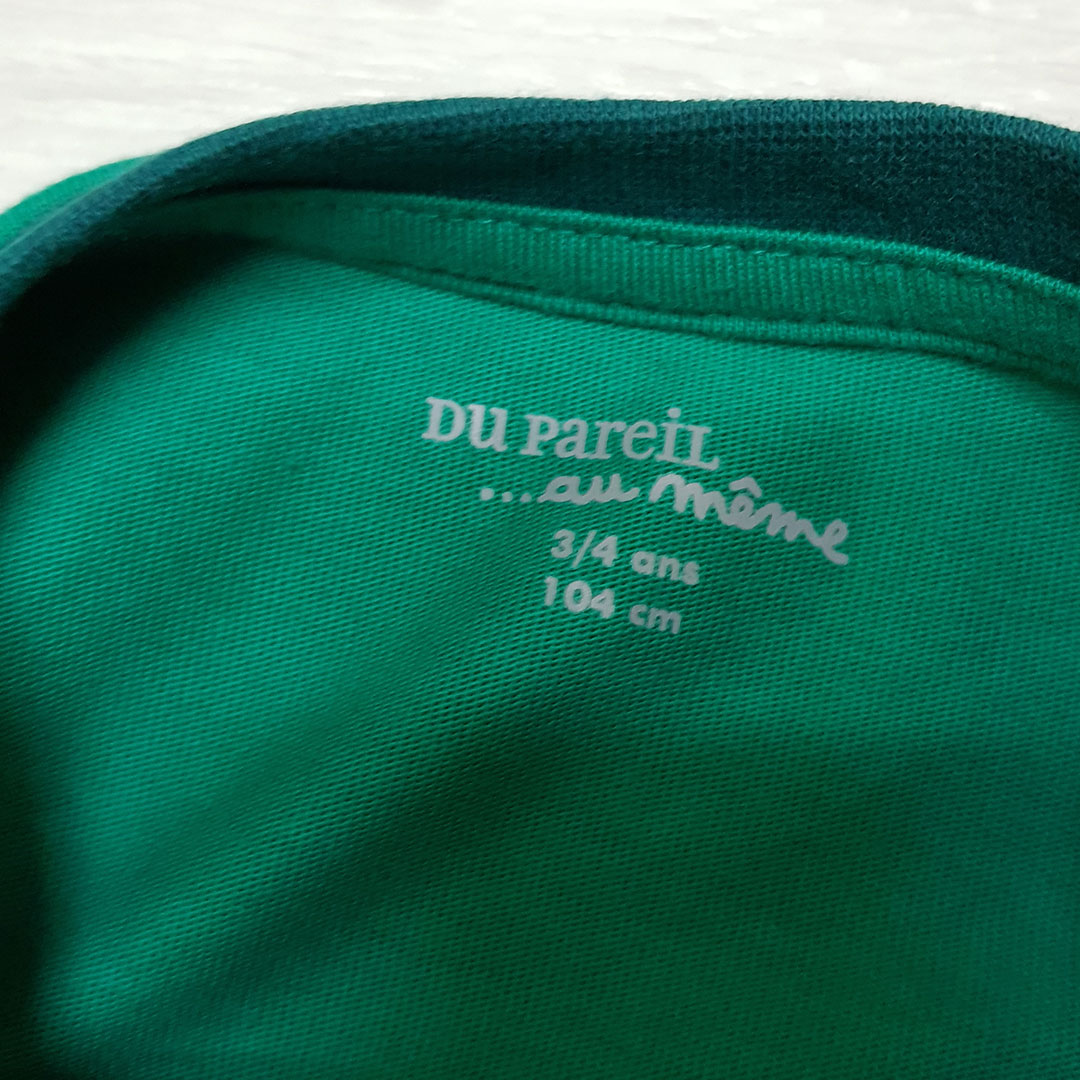 DU PareiL
...au même
3/4 ans
104 cm